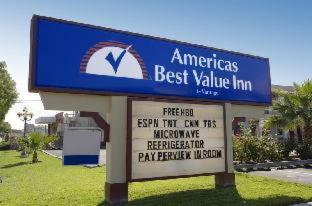 Americas
Best Value Inn
FREE HBO
ESPN TNT CNN TBS
MICROWAVE
REFRIGERATOR
PAY PERVIEW IN ROOM